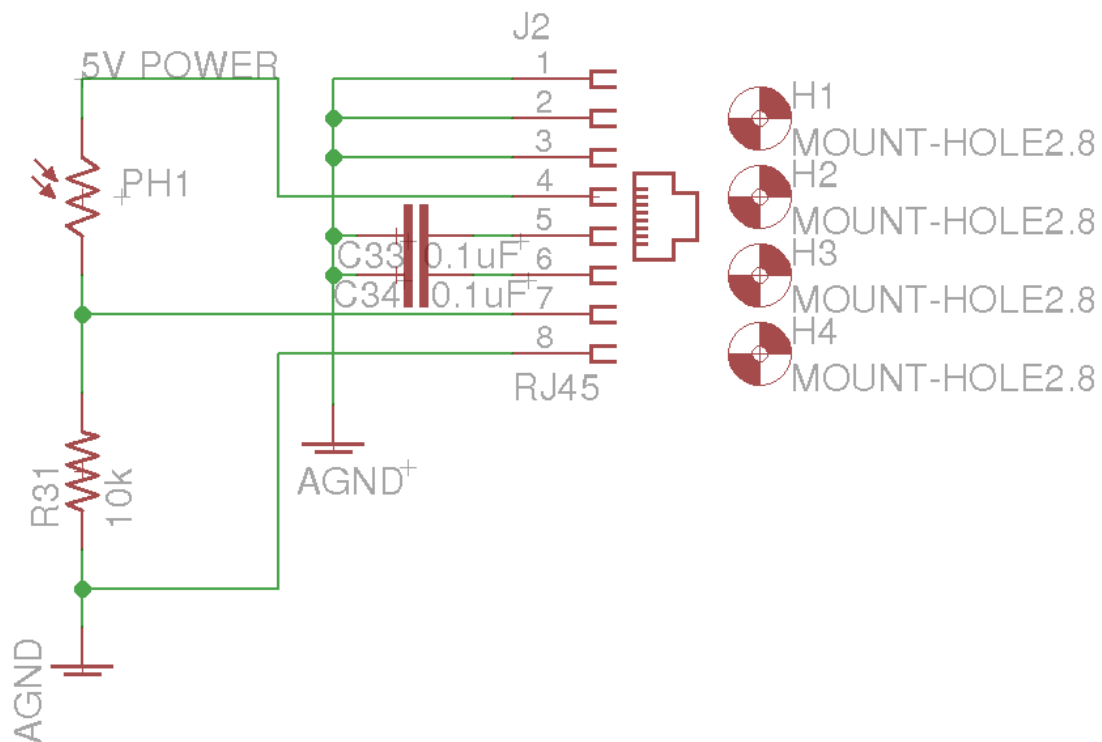 J2
5V POWER
1
2
3
4
5
6
7
8
RJ45
PH1
C33 0.1uF
C34 0.1uF
AGND
R31
10k
AGND
H1
MOUNT-HOLE2.8
H2
MOUNT-HOLE2.8
H3
MOUNT-HOLE2.8
H4
MOUNT-HOLE2.8